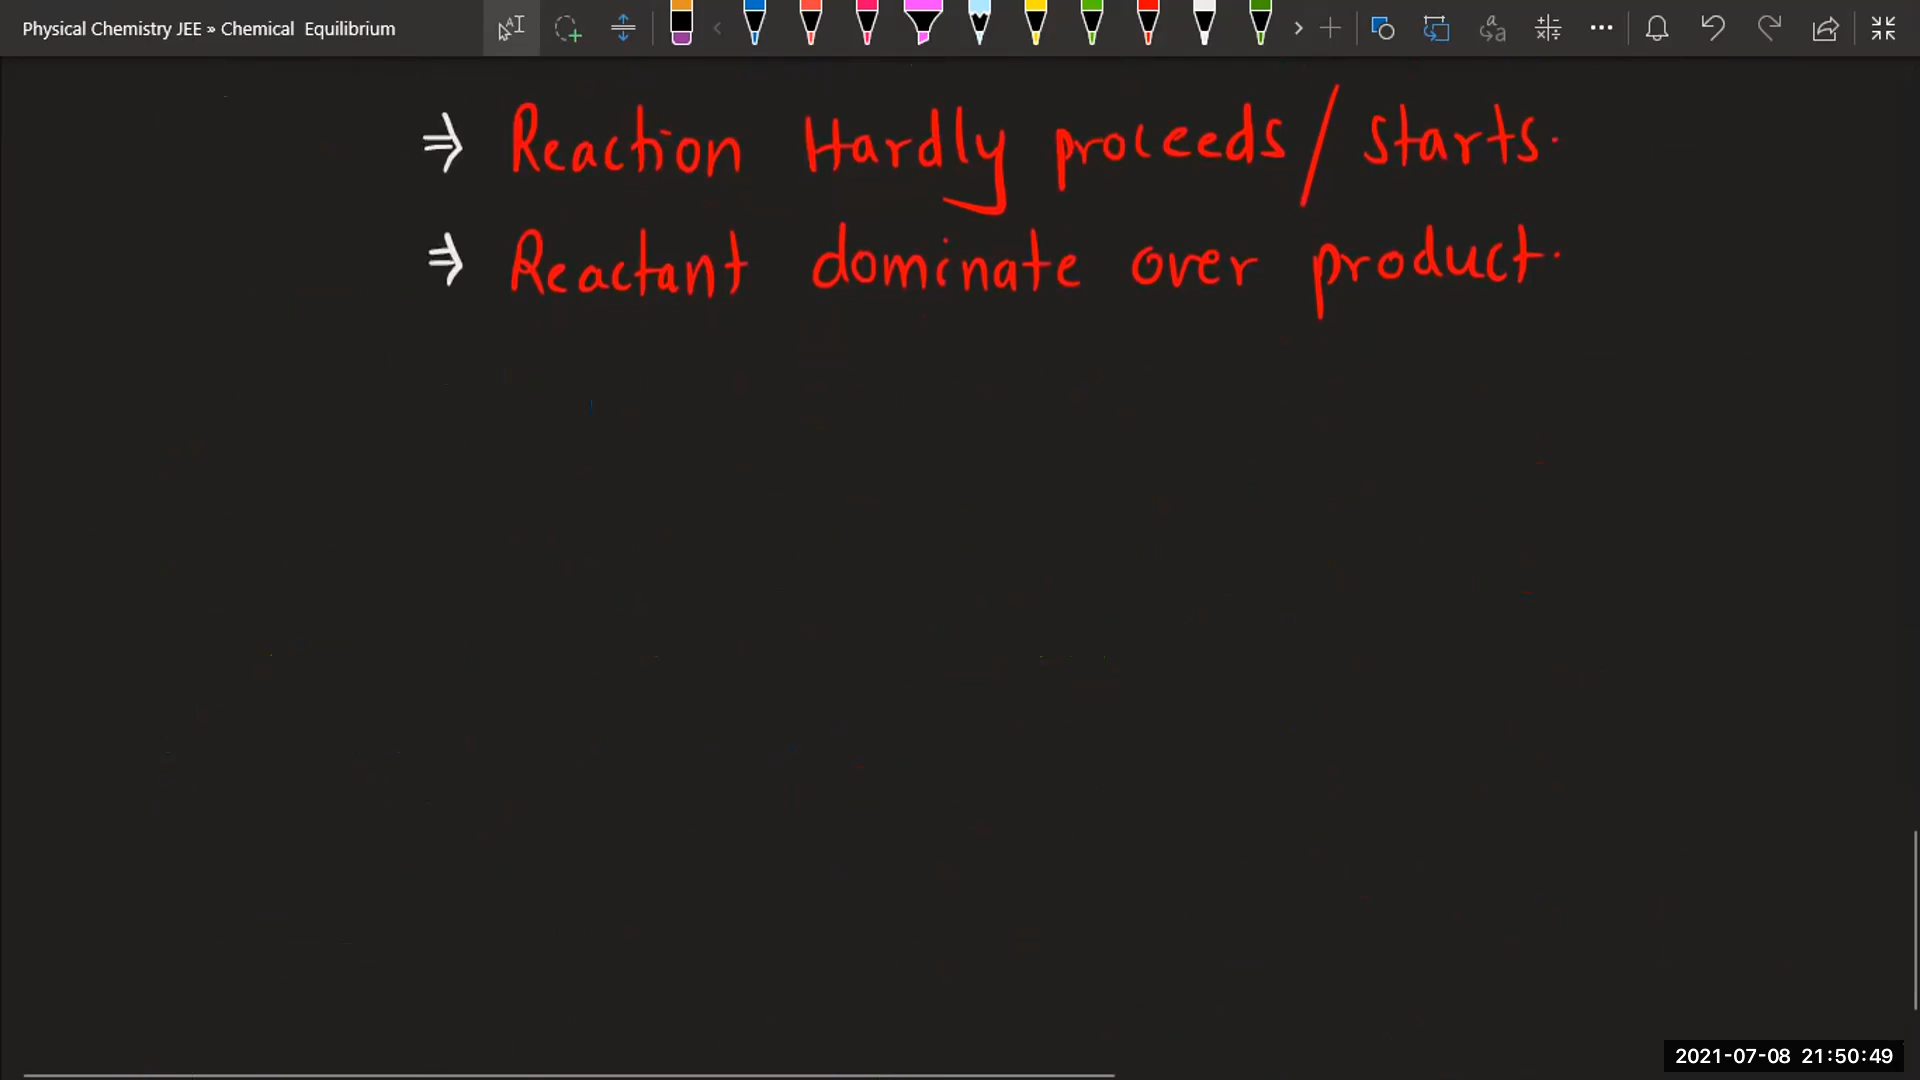 Physical Chemistry JEE » Chemical Equilibrium
⇒ Reaction Hardly proceeds / starts.
⇒ Reactant dominate over product.
2021-07-08 21:50:49